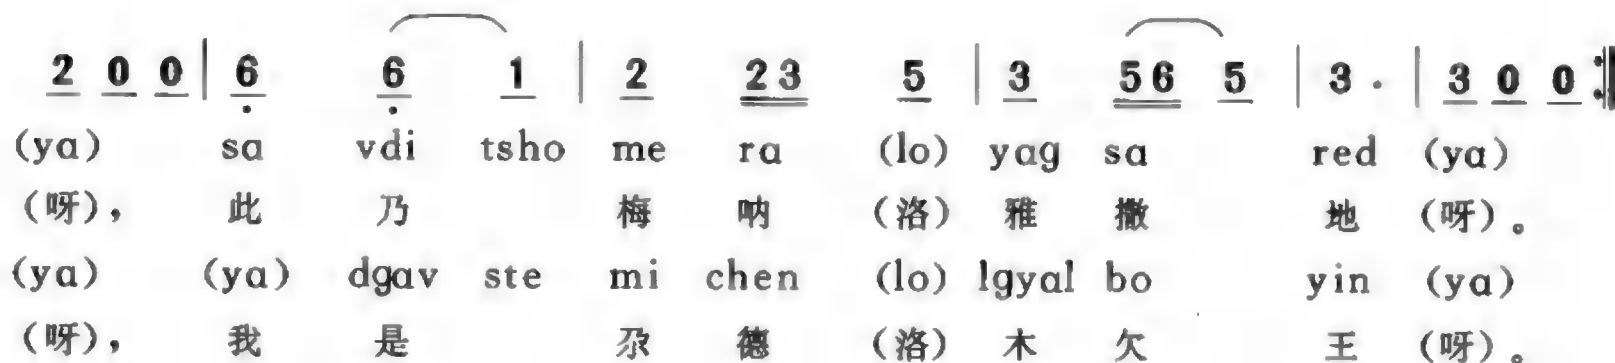 2 0 0 | 6 6 1 | 2 23 5 | 3 56 5 | 3 · | 3 0 0 :‖
(ya) sa vdi tsho me ra (lo) yag sa red (ya)
（呀），此乃梅呐（洛）雅撒地（呀）。
(ya) (ya) dgav ste mi chen (lo) lgyal bo yin (ya)
（呀），我是尕德（洛）木欠王（呀）。